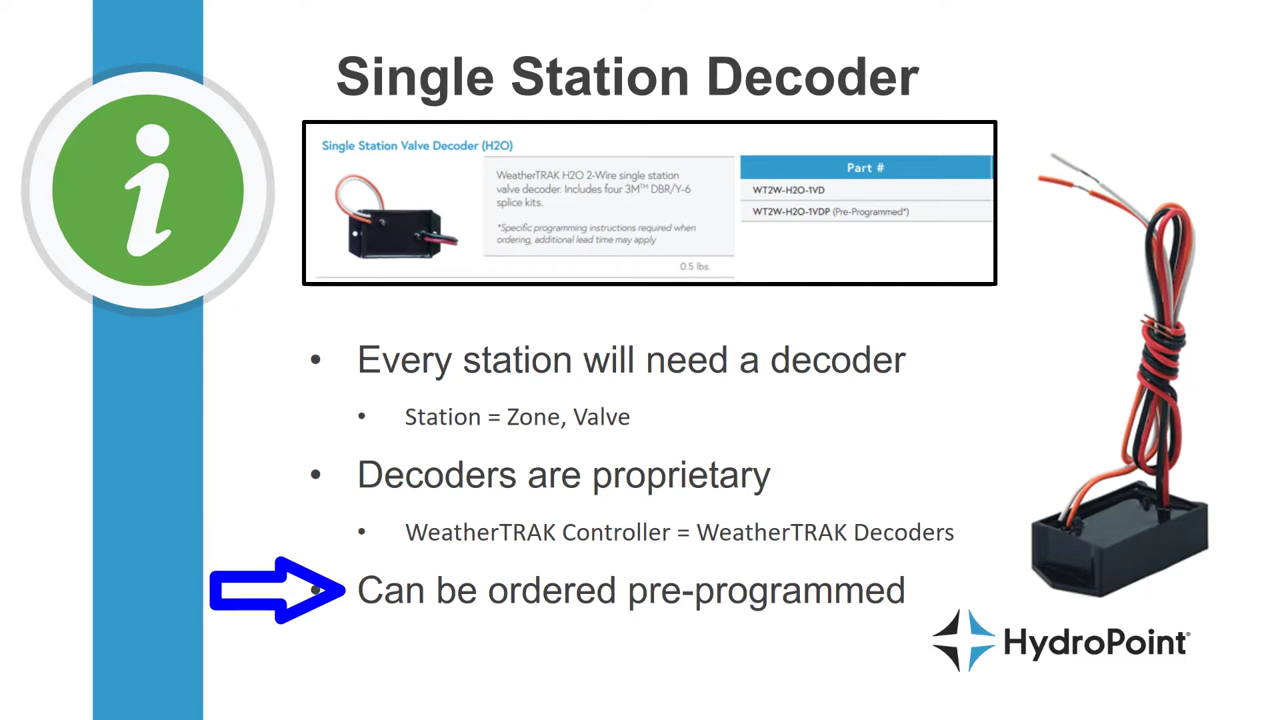 Single Station Decoder
Single Station Valve Decoder (H2O)
WeatherTRAK H2O 2-Wire single station
valve decoder. Includes four 3M™ DBR/Y-6
splice kits.
*Specific programming instructions required when
ordering, additional lead time may apply
0.5 lbs.
Part #
WT2W-H2O-1VD
WT2W-H2O-1VDP (Pre-Programmed*)
• Every station will need a decoder
• Station = Zone, Valve
• Decoders are proprietary
• WeatherTRAK Controller = WeatherTRAK Decoders
• Can be ordered pre-programmed
HydroPoint®